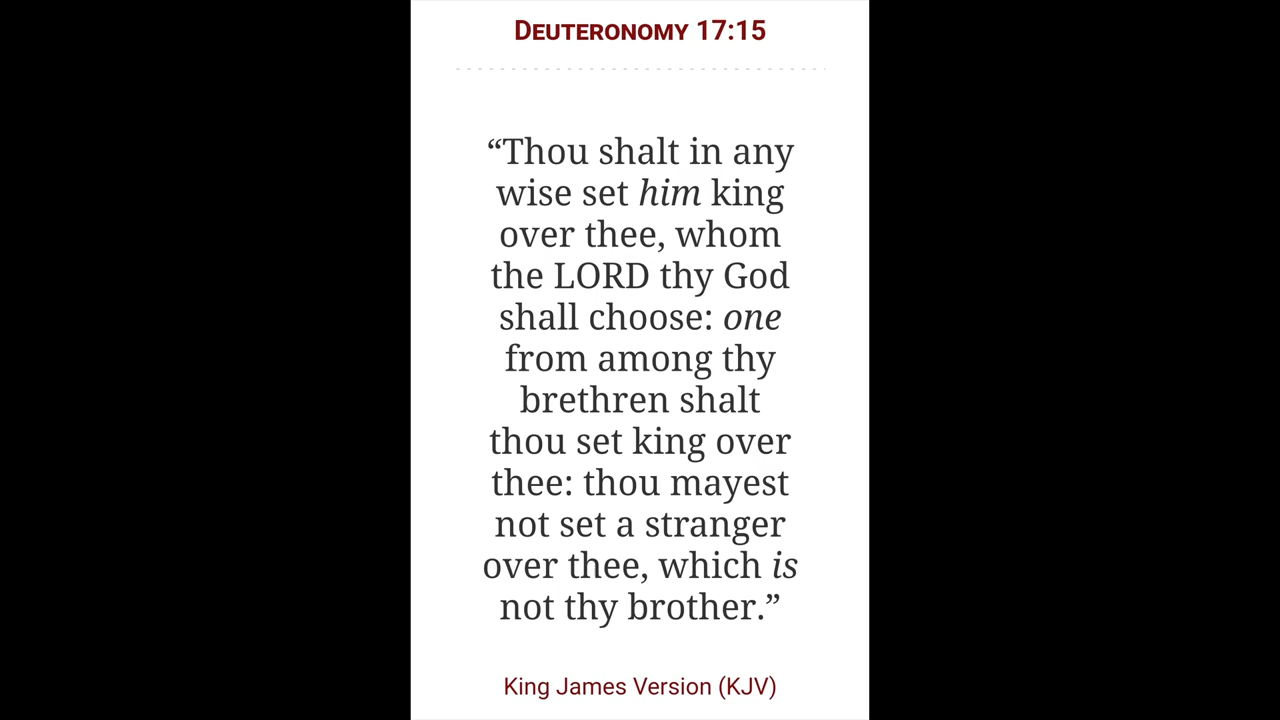 DEUTERONOMY 17:15
“Thou shalt in any
wise set him king
over thee, whom
the LORD thy God
shall choose: one
from among thy
brethren shalt
thou set king over
thee: thou mayest
not set a stranger
over thee, which is
not thy brother.”
King James Version (KJV)